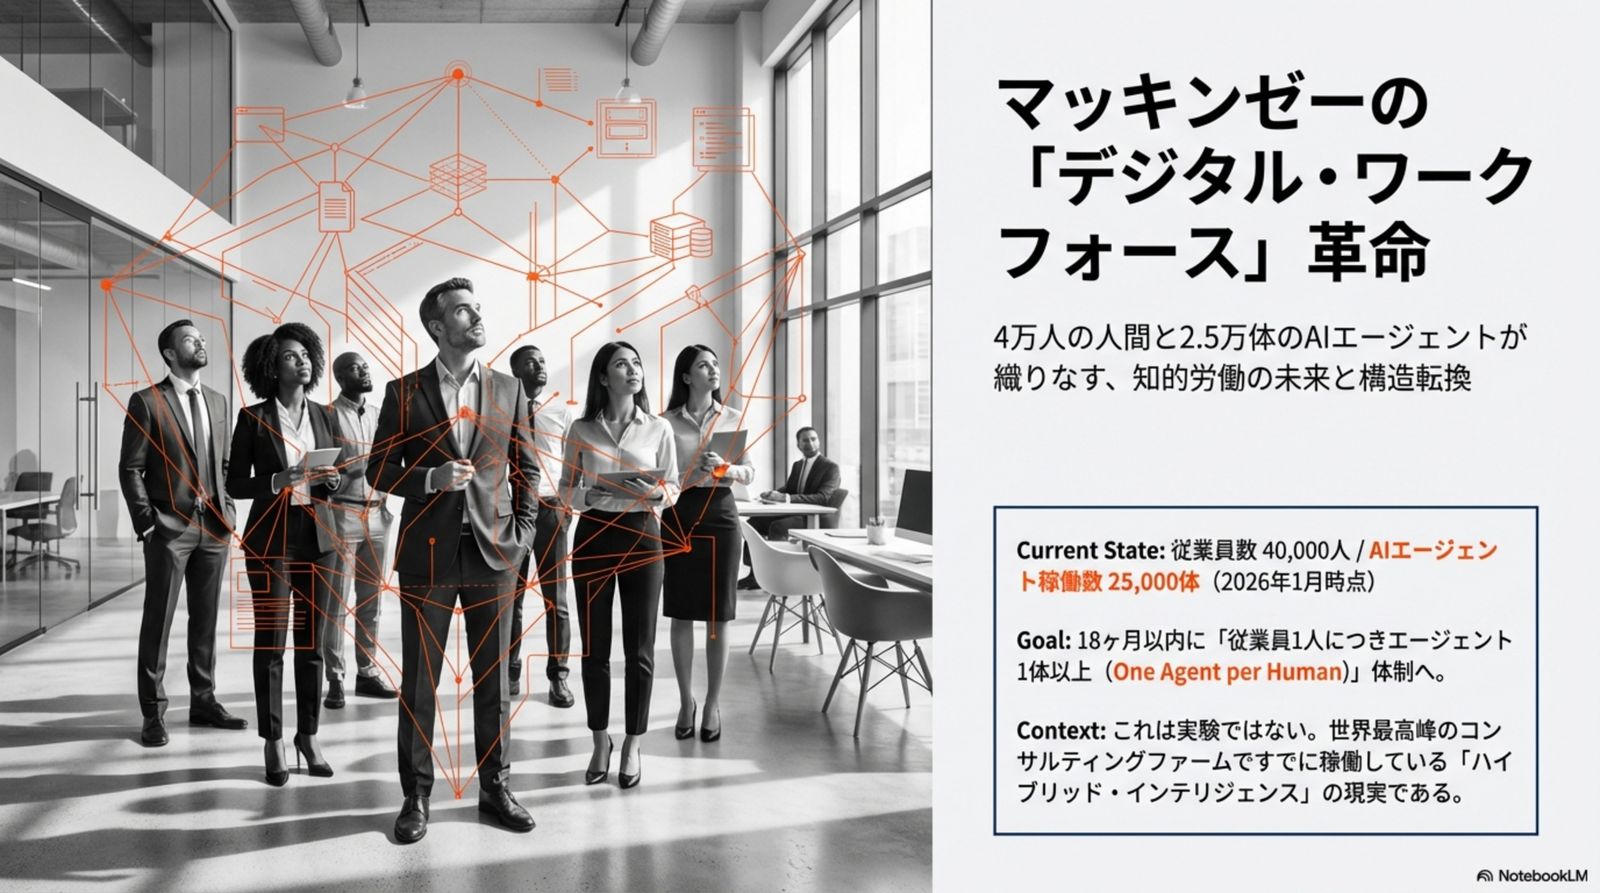 マッキンゼーの
「デジタル・ワーク
フォース」革命
4万人の人間と2.5万体のAIエージェントが
織りなす、知的労働の未来と構造転換
Current State: 従業員数 40,000人 / AIエージェン
ト稼働数 25,000体（2026年1月時点）
Goal: 18ヶ月以内に「従業員1人につきエージェント
1体以上（One Agent per Human)」体制へ。
Context: これは実験ではない。世界最高峰のコン
サルティングファームですでに稼働している「ハイ
ブリッド・インテリジェンス」の現実である。
NotebookLM